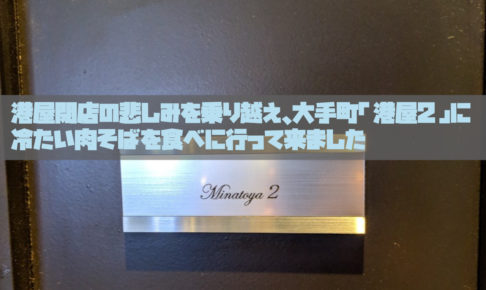 港屋閉店の悲しみを乗り越え、大手町「港屋2」に
冷たい肉そばを食べに行って来ました
Minatoya 2